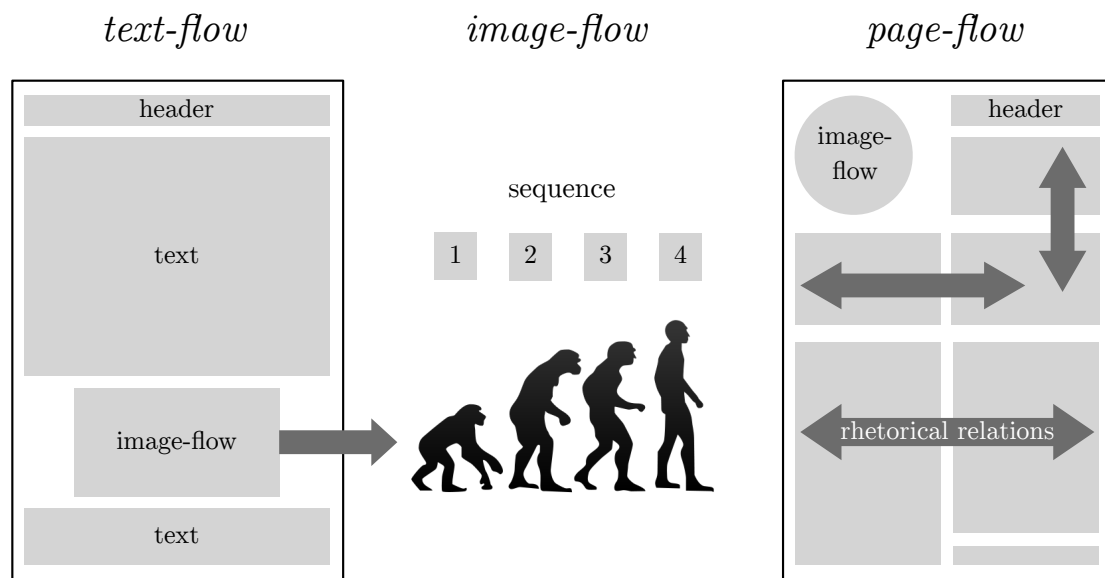 text-flow
header
text
image-flow
text
image-flow
sequence
1 2 3 4
page-flow
image-
flow
header
rhetorical relations